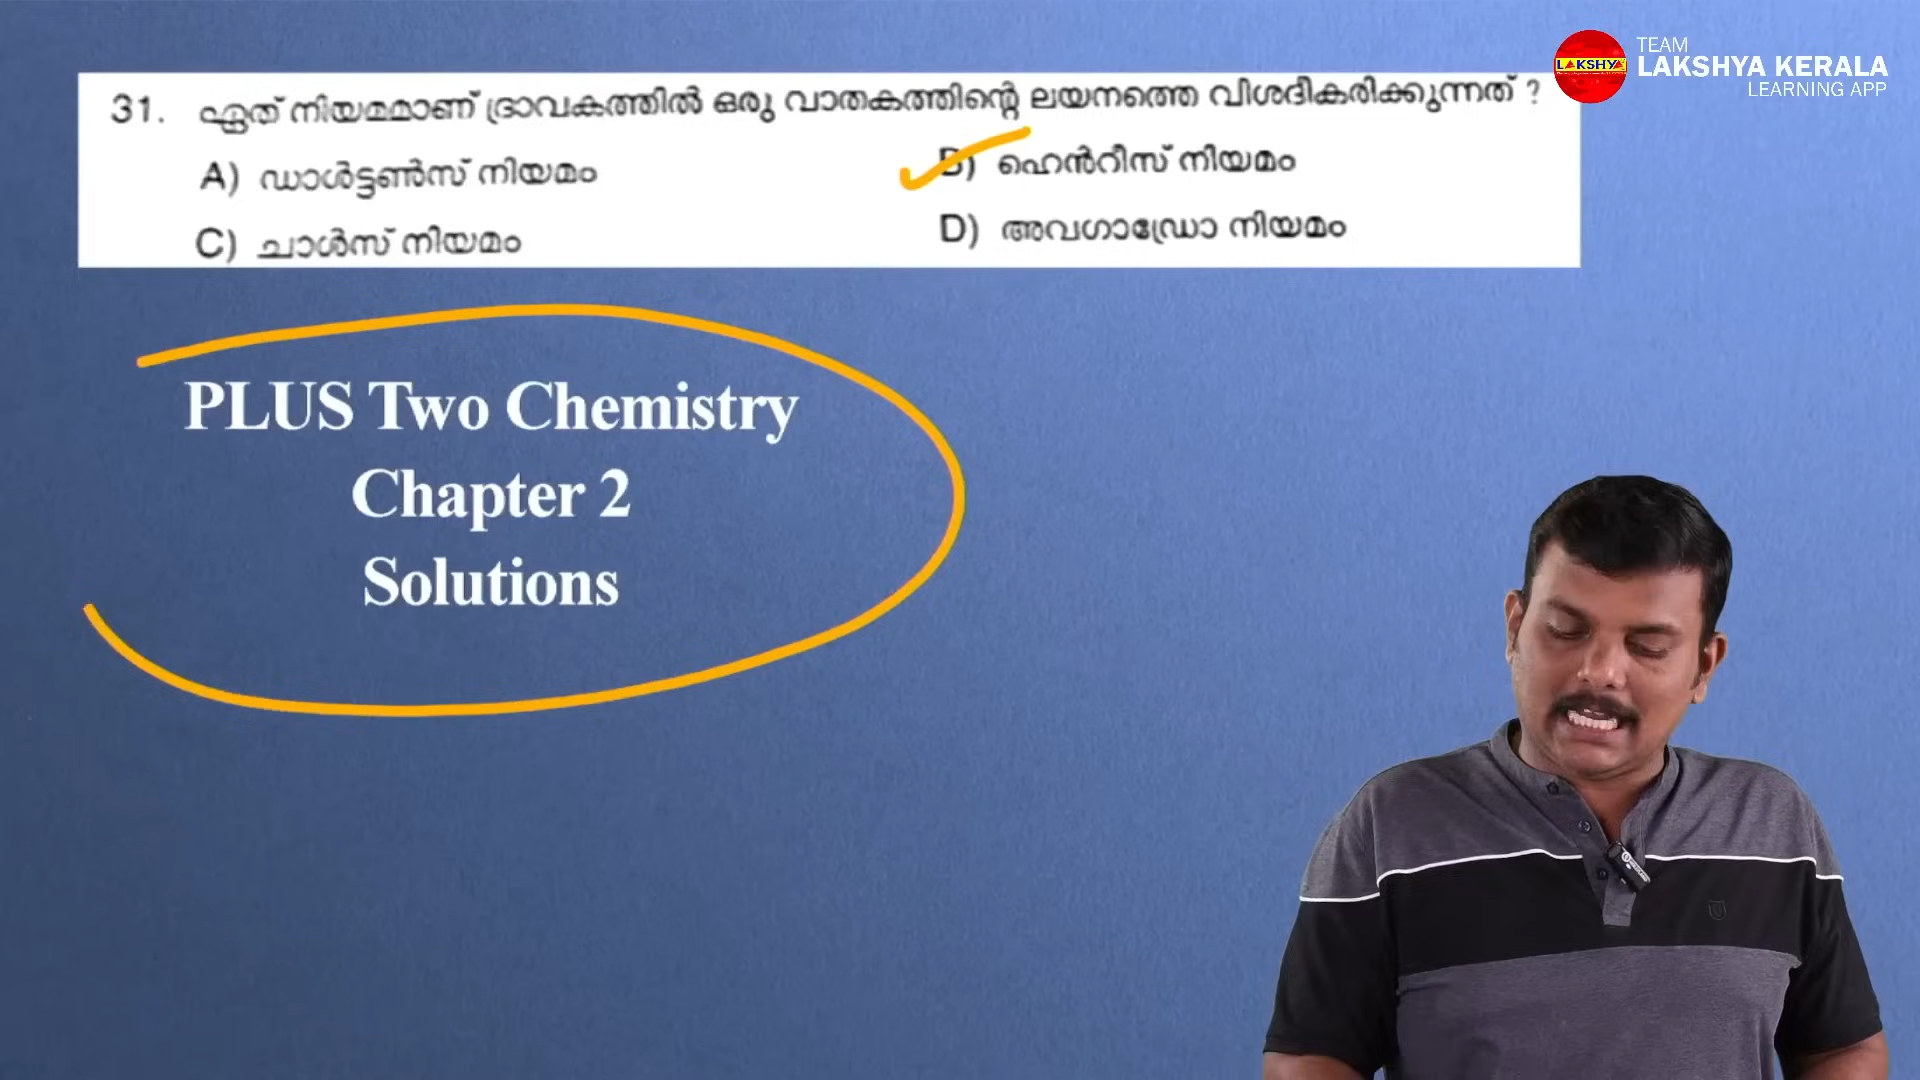 TEAM
LAKSHYA
LAKSHYA KERALA
LEARNING APP
31. ഏത് നിയമമാണ് ദ്രാവകത്തിൽ ഒരു വാതകത്തിന്റെ ലയനത്തെ വിശദീകരിക്കുന്നത് ?
A) ഡാൾട്ടൺസ് നിയമം
B) ഹെൻറീസ് നിയമം
C) ചാൾസ് നിയമം
D) അവഗാഡ്രോ നിയമം
PLUS Two Chemistry
Chapter 2
Solutions